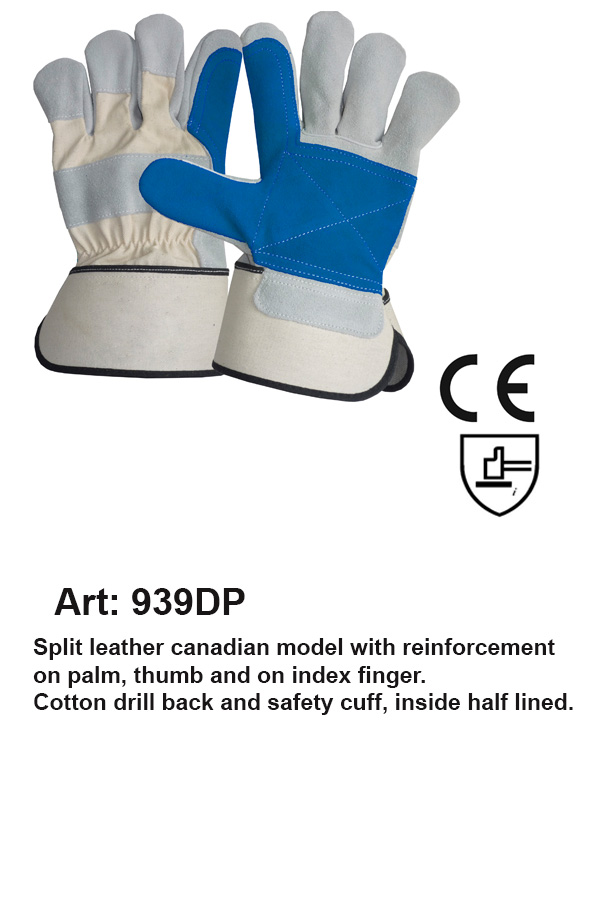 CE
i
Art: 939DP
Split leather canadian model with reinforcement
on palm, thumb and on index finger.
Cotton drill back and safety cuff, inside half lined.